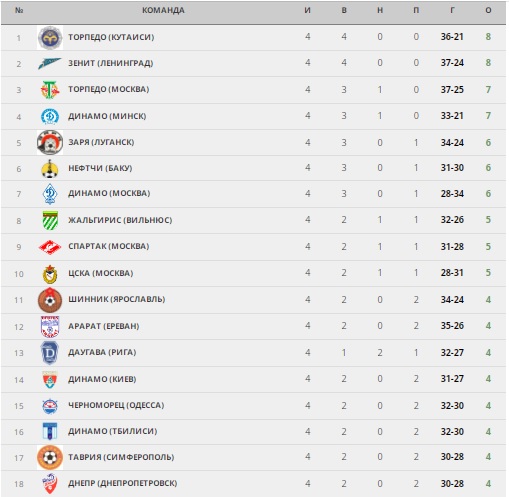 № КОМАНДА И В Н П Г О
1 ТОРПЕДО (КУТАИСИ) 4 4 0 0 36-21 8
2 ЗЕНИТ (ЛЕНИНГРАД) 4 4 0 0 37-24 8
3 ТОРПЕДО (МОСКВА) 4 3 1 0 37-25 7
4 ДИНАМО (МИНСК) 4 3 1 0 33-21 7
5 ЗАРЯ (ЛУГАНСК) 4 3 0 1 34-24 6
6 НЕФТЧИ (БАКУ) 4 3 0 1 31-30 6
7 ДИНАМО (МОСКВА) 4 3 0 1 28-34 6
8 ЖАЛЬГИРИС (ВИЛЬНЮС) 4 2 1 1 32-26 5
9 СПАРТАК (МОСКВА) 4 2 1 1 31-28 5
10 ЦСКА (МОСКВА) 4 2 1 1 28-31 5
11 ШИННИК (ЯРОСЛАВЛЬ) 4 2 0 2 34-24 4
12 АРАРАТ (ЕРЕВАН) 4 2 0 2 35-26 4
13 ДАУГАВА (РИГА) 4 1 2 1 32-27 4
14 ДИНАМО (КИЕВ) 4 2 0 2 31-27 4
15 ЧЕРНОМОРЕЦ (ОДЕССА) 4 2 0 2 32-30 4
16 ДИНАМО (ТБИЛИСИ) 4 2 0 2 32-30 4
17 ТАВРИЯ (СИМФЕРОПОЛЬ) 4 2 0 2 30-28 4
18 ДНЕПР (ДНЕПРОПЕТРОВСК) 4 2 0 2 30-28 4